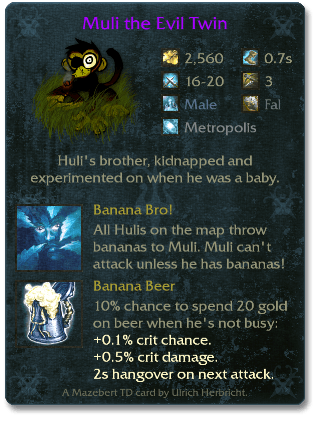 Muli the Evil Twin
2,560 0.7s
16-20 3
Male Fal
Metropolis
Huli's brother, kidnapped and
experimented on when he was a baby.
Banana Bro!
All Hulis on the map throw
bananas to Muli. Muli can't
attack unless he has bananas!
Banana Beer
10% chance to spend 20 gold
on beer when he's not busy:
+0.1% crit chance.
+0.5% crit damage.
2s hangover on next attack.
A Mazebert TD card by Ulrich Herbricht.